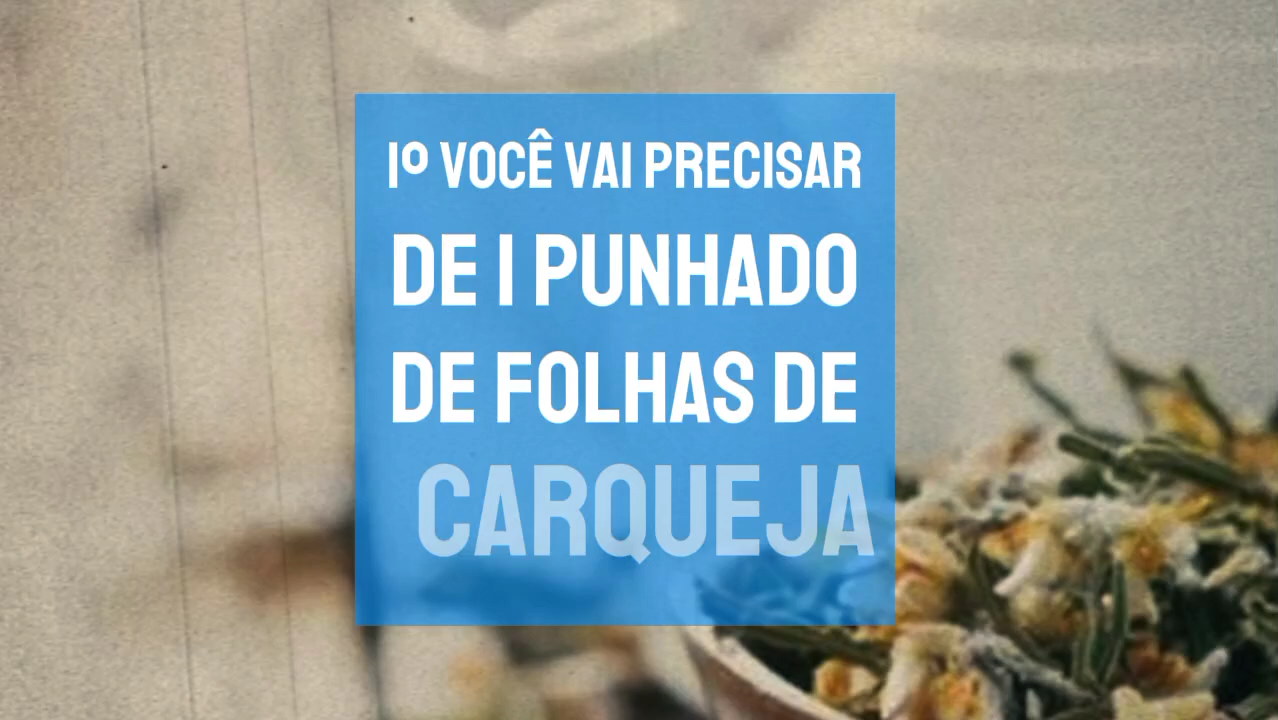 1º VOCÊ VAI PRECISAR
DE 1 PUNHADO
DE FOLHAS DE
CARQUEJA